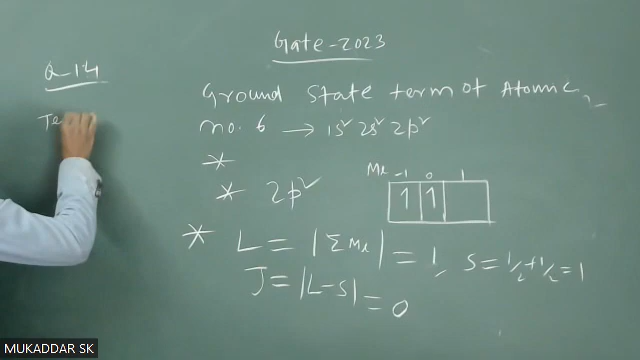 Gate-2023
Q-14
Ground State term of Atomic
Te
no. 6 → 1s² 2s² 2p²
*
* 2p²
Ml -1 0 1
1 1
* L = |ΣMl| = 1, S = 1/2 + 1/2 = 1
J = |L-S| = 0
MUKADDAR SK